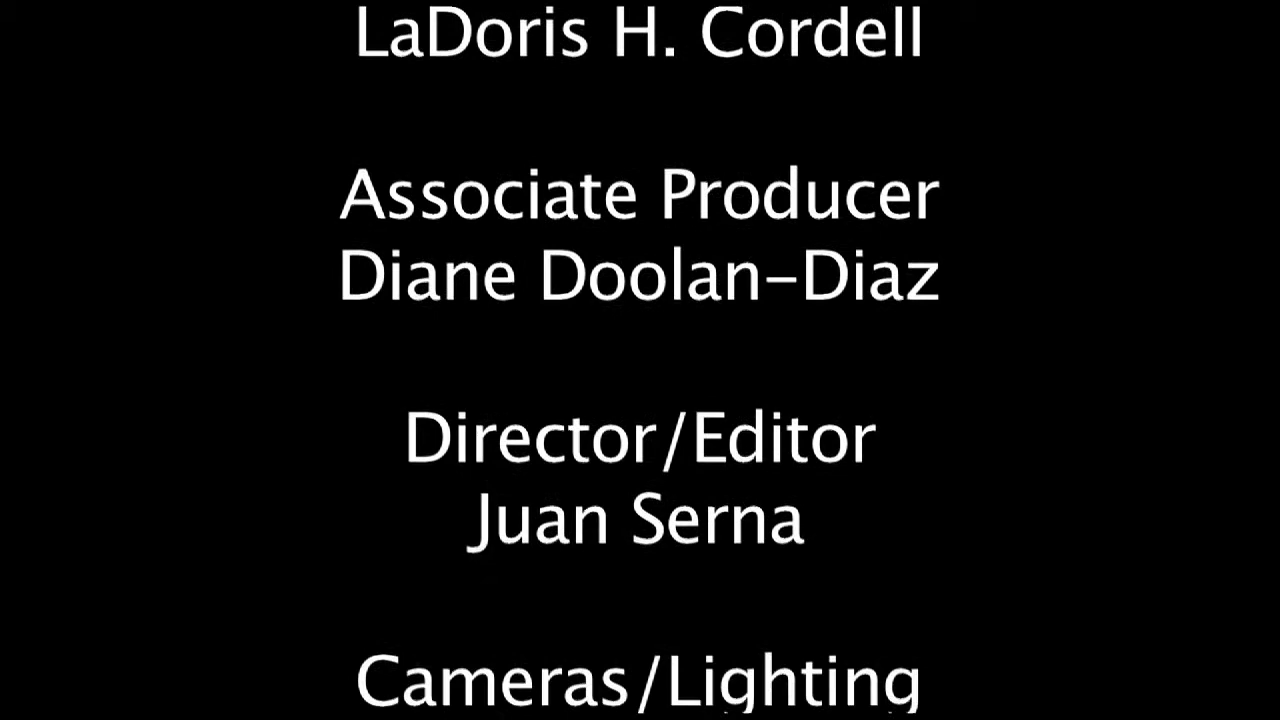 LaDoris H. Cordell
Associate Producer
Diane Doolan-Diaz
Director/Editor
Juan Serna
Cameras/Lighting